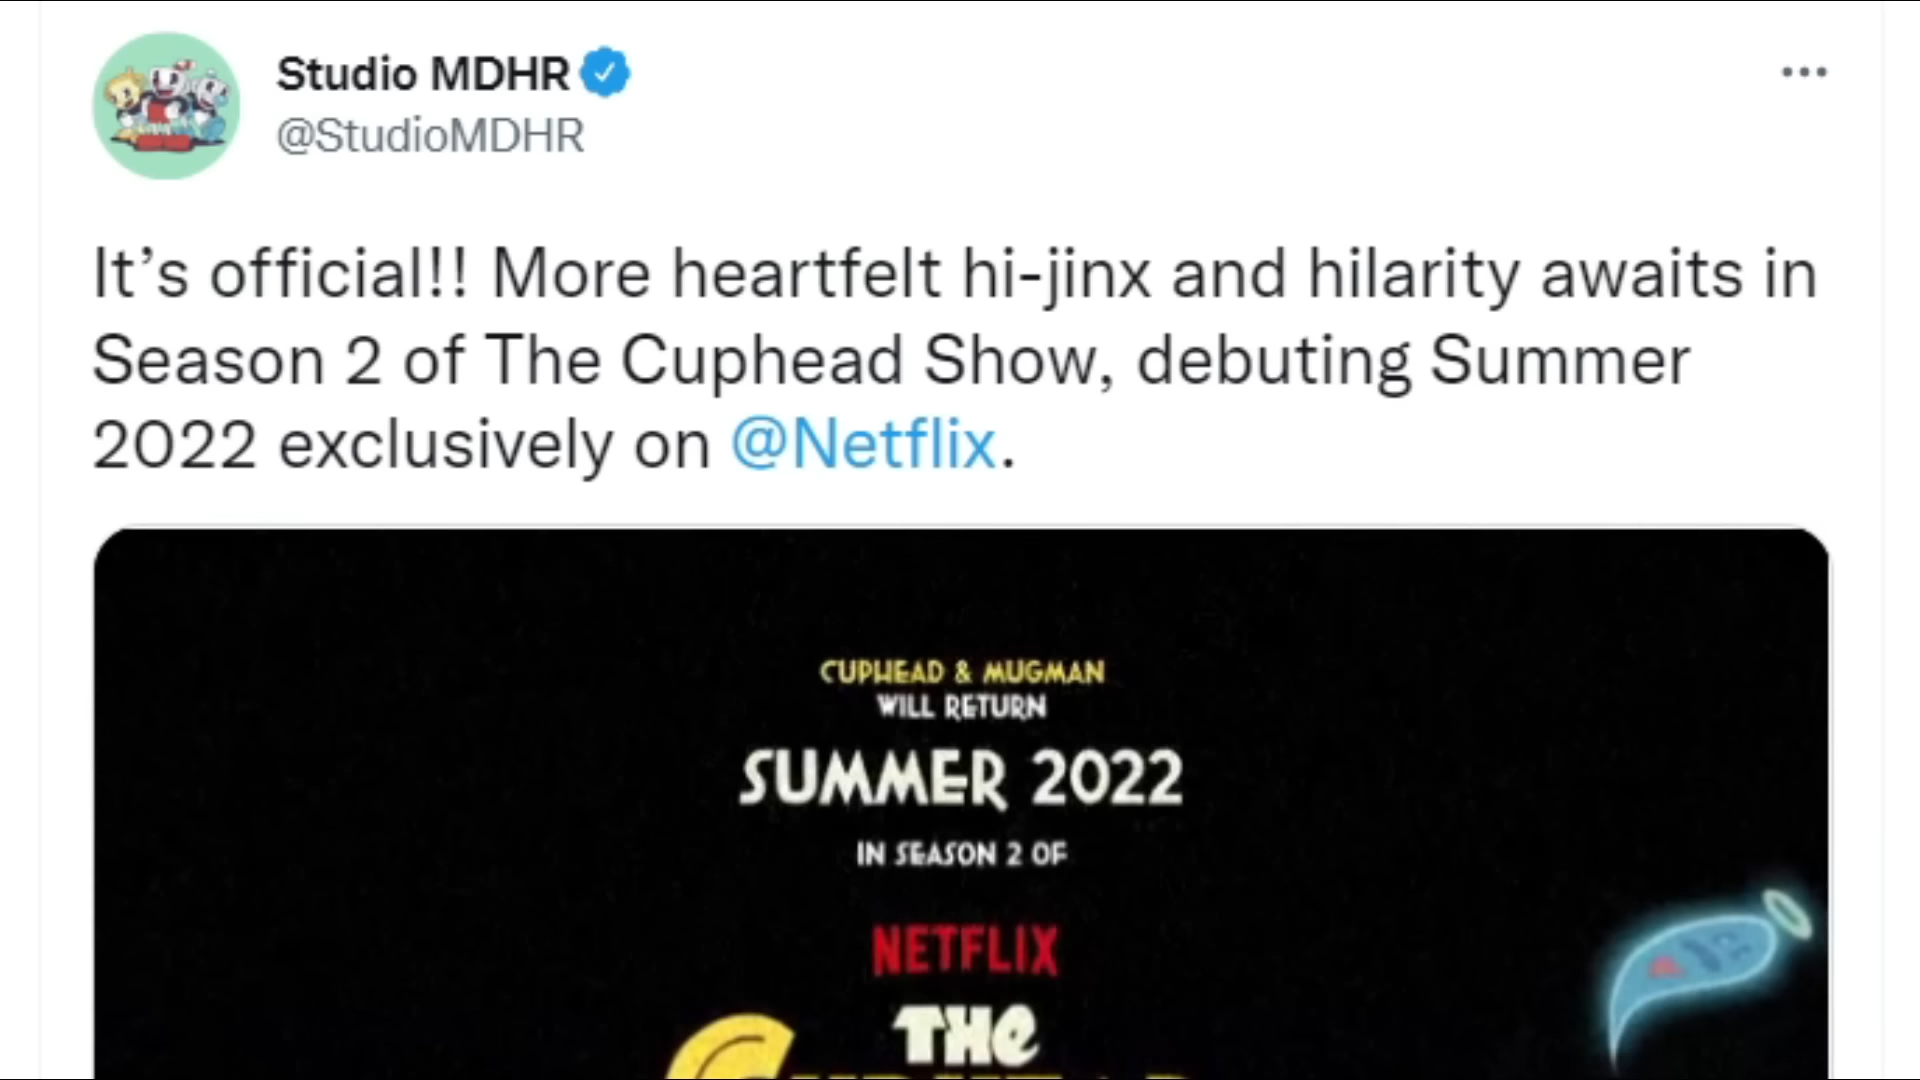 Studio MDHR
@StudioMDHR
It’s official!! More heartfelt hi-jinx and hilarity awaits in
Season 2 of The Cuphead Show, debuting Summer
2022 exclusively on @Netflix.
CUPHEAD & MUGMAN
WILL RETURN
SUMMER 2022
IN SEASON 2 OF
NETFLIX
THE